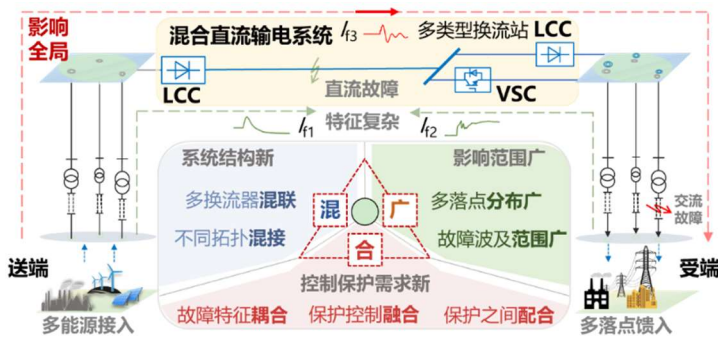 影响
全局
混合直流输电系统
If3
多类型换流站
LCC
LCC
直流故障
VSC
If1
特征复杂
If2
系统结构新
影响范围广
多换流器混联
混
广
多落点分布广
不同拓扑混接
合
故障波及范围广
交流
故障
控制保护需求新
送端
受端
故障特征耦合
保护控制融合
保护之间配合
多能源接入
多落点馈入